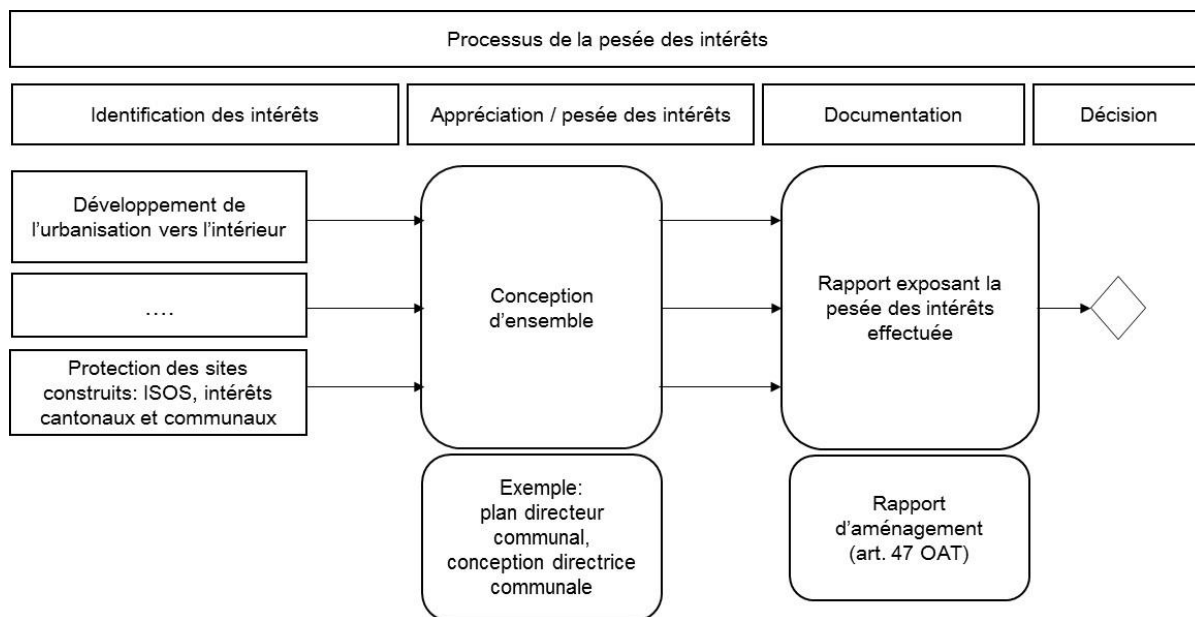 Processus de la pesée des intérêts
Identification des intérêts
Appréciation / pesée des intérêts
Documentation
Décision
Développement de
l'urbanisation vers l'intérieur
....
Protection des sites
construits: ISOS, intérêts
cantonaux et communaux
Conception
d'ensemble
Exemple:
plan directeur
communal,
conception directrice
communale
Rapport exposant la
pesée des intérêts
effectuée
Rapport
d'aménagement
(art. 47 OAT)